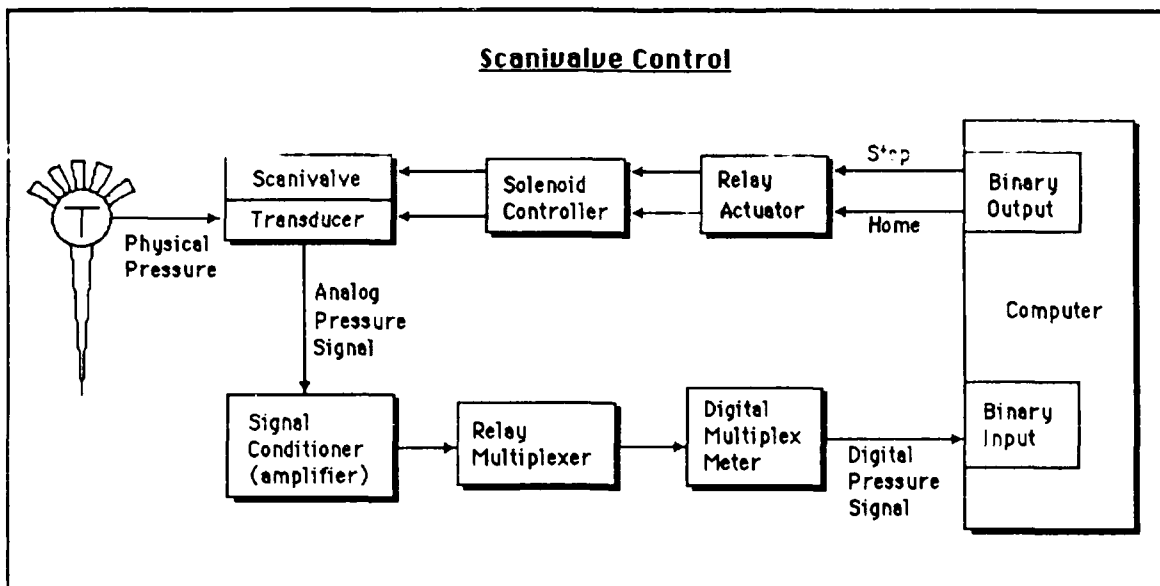 Scanivalve Control
Scanivalve
Transducer
Solenoid
Controller
Relay
Actuator
Step
Home
Binary
Output
Physical
Pressure
T
Analog
Pressure
Signal
Computer
Signal
Conditioner
(amplifier)
Relay
Multiplexer
Digital
Multiplex
Meter
Digital
Pressure
Signal
Binary
Input